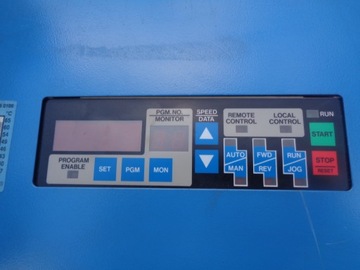 °C
PGM. NO.
MONITOR
SPEED
DATA
REMOTE
CONTROL
LOCAL
CONTROL
RUN
START
PROGRAM
ENABLE
SET
PGM
MON
AUTO
MAN
FWD
REV
RUN
JOG
STOP
RESET